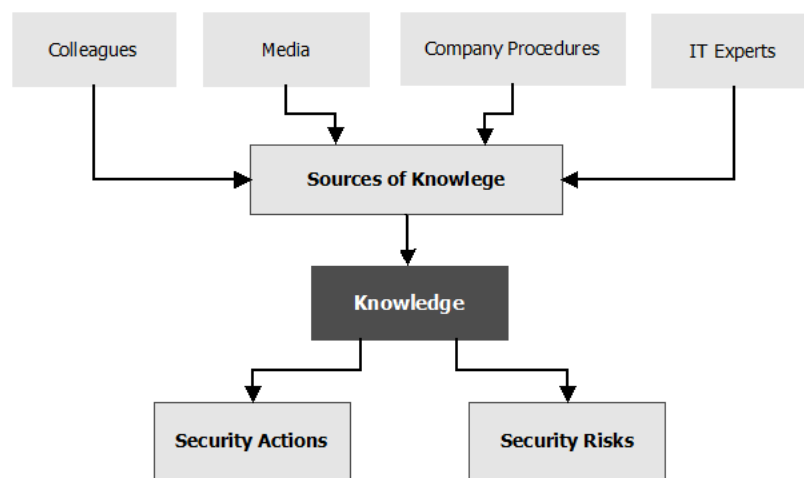 Colleagues
Media
Company Procedures
IT Experts
Sources of Knowlege
Knowledge
Security Actions
Security Risks